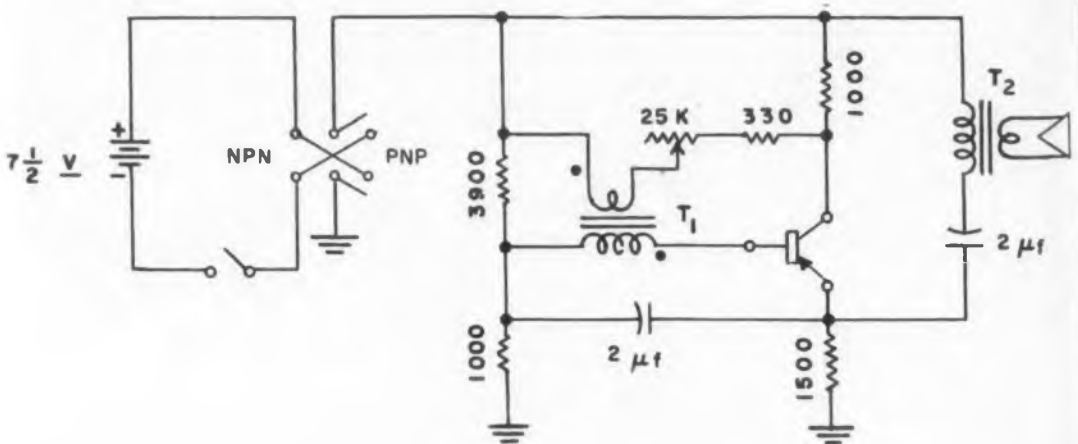 +
7 1/2 V
-
NPN
PNP
3900
1000
25 K
330
1000
T1
T2
2 μf
2 μf
1500